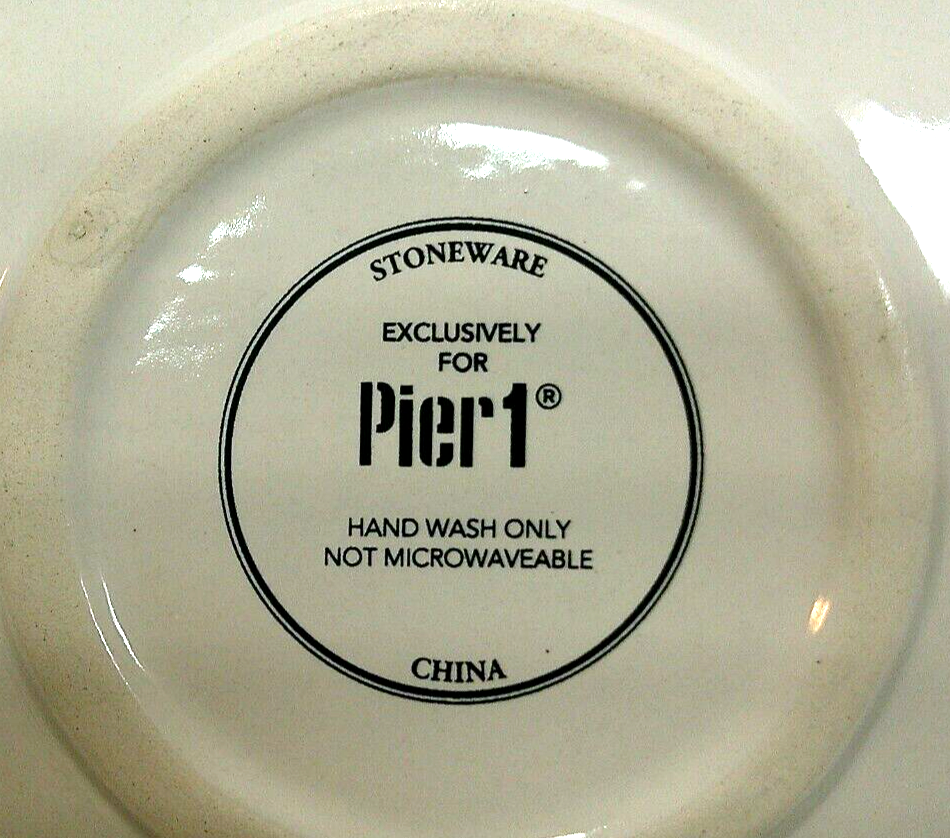 STONEWARE
EXCLUSIVELY
FOR
Pier1®
HAND WASH ONLY
NOT MICROWAVEABLE
CHINA